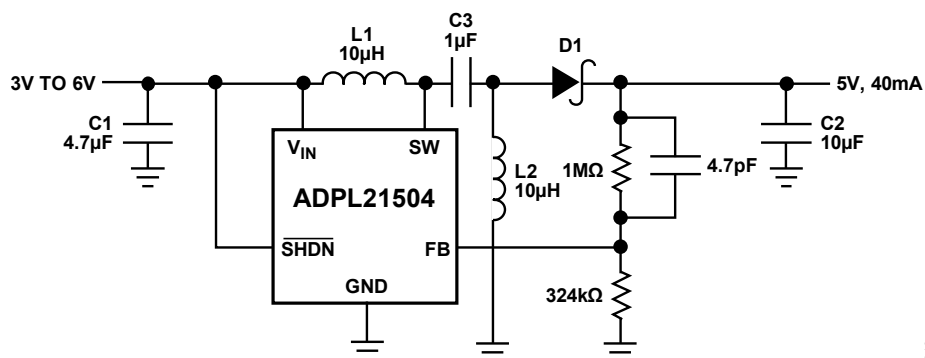 L1
10µH
C3
1µF
D1
3V TO 6V
5V, 40mA
C1
4.7µF
VIN
SW
L2
10µH
1MΩ
4.7pF
C2
10µF
ADPL21504
SHDN
FB
GND
324kΩ